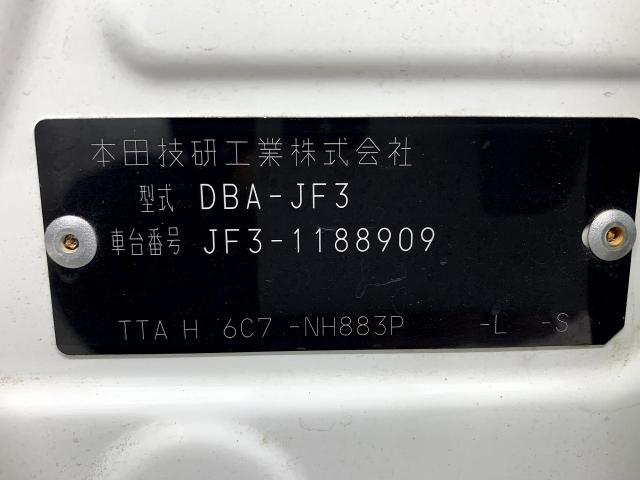 本田技研工業株式会社
型式 DBA-JF3
車台番号 JF3-1188909
TTA H 6C7 -NH883P -L -S